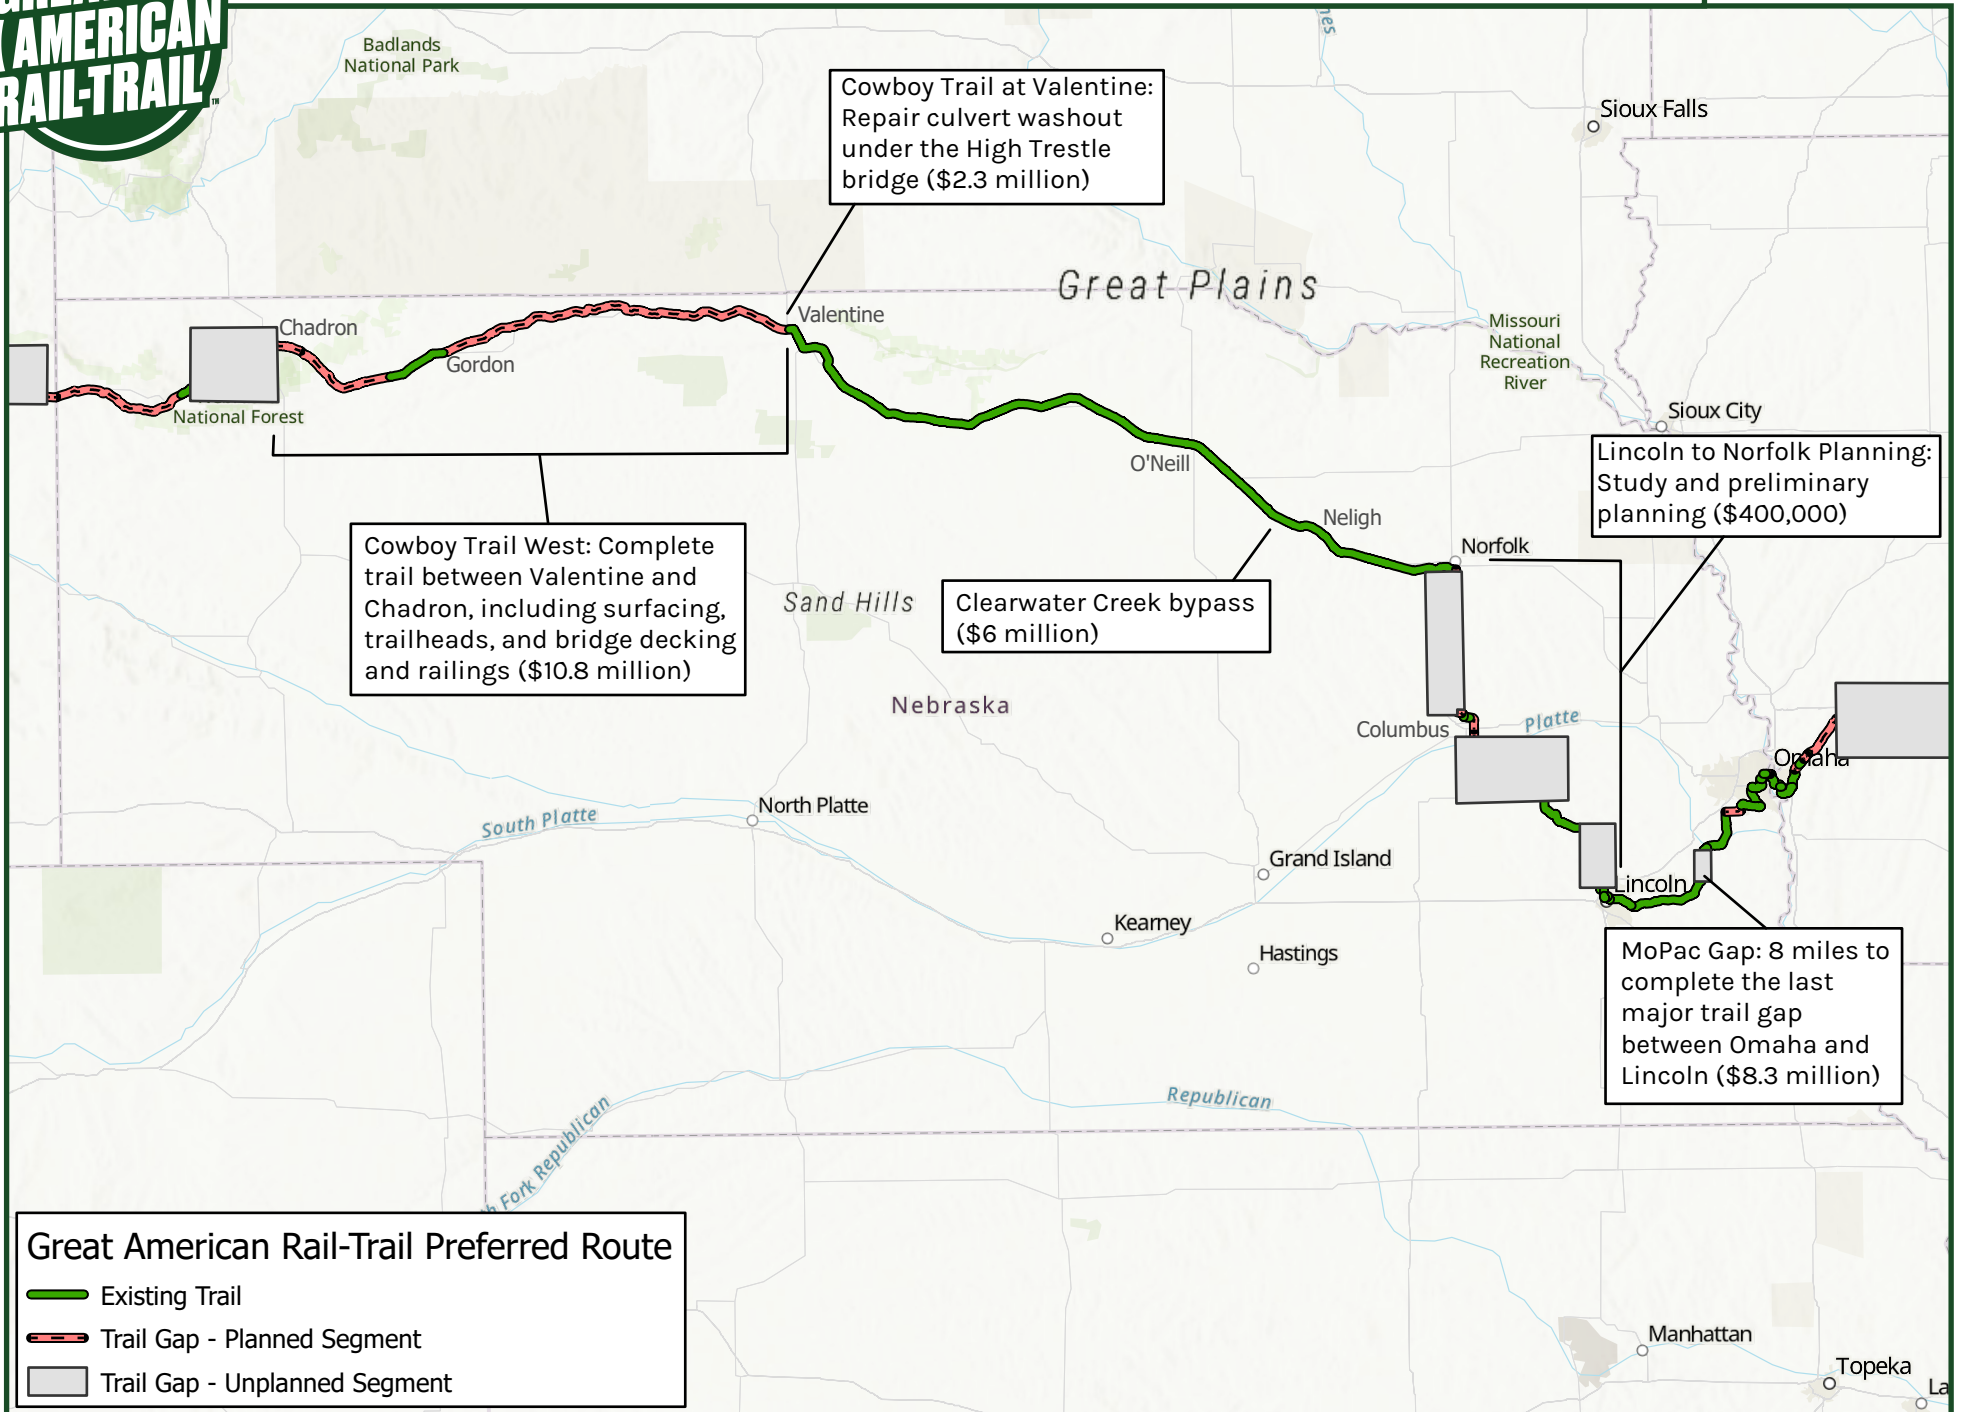 AMERICAN
RAIL-TRAIL
TM
Badlands
National Park
Cowboy Trail at Valentine:
Repair culvert washout
under the High Trestle
bridge ($2.3 million)
Sioux Falls
Great Plains
Valentine
Chadron
Gordon
National Forest
Missouri
National
Recreation
River
Sioux City
O'Neill
Lincoln to Norfolk Planning:
Study and preliminary
planning ($400,000)
Neligh
Norfolk
Cowboy Trail West: Complete
trail between Valentine and
Chadron, including surfacing,
trailheads, and bridge decking
and railings ($10.8 million)
Sand Hills
Clearwater Creek bypass
($6 million)
Nebraska
Columbus
Platte
Omaha
North Platte
South Platte
Grand Island
Lincoln
Kearney
Hastings
MoPac Gap: 8 miles to
complete the last
major trail gap
between Omaha and
Lincoln ($8.3 million)
Republican
Fork Republican
Great American Rail-Trail Preferred Route
Existing Trail
Trail Gap - Planned Segment
Trail Gap - Unplanned Segment
Manhattan
Topeka
La